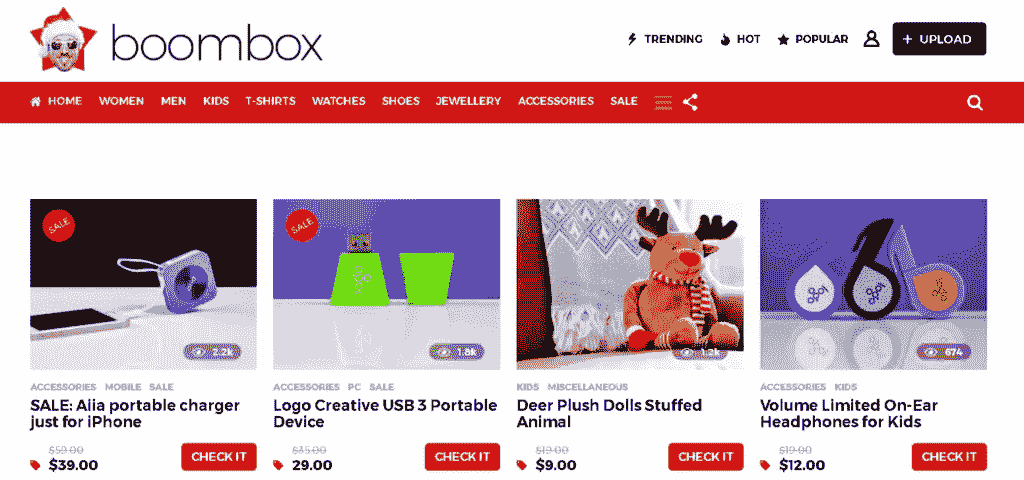 boombox
TRENDING HOT POPULAR + UPLOAD
HOME WOMEN MEN KIDS T-SHIRTS WATCHES SHOES JEWELLERY ACCESSORIES SALE
SALE
SALE
2.2k
1.8k
674
ACCESSORIES MOBILE SALE
SALE: Aiia portable charger
just for iPhone
$59.00
$39.00
CHECK IT
ACCESSORIES PC SALE
Logo Creative USB 3 Portable
Device
$35.00
29.00
CHECK IT
KIDS MISCELLANEOUS
Deer Plush Dolls Stuffed
Animal
$19.00
$9.00
CHECK IT
ACCESSORIES KIDS
Volume Limited On-Ear
Headphones for Kids
$19.00
$12.00
CHECK IT